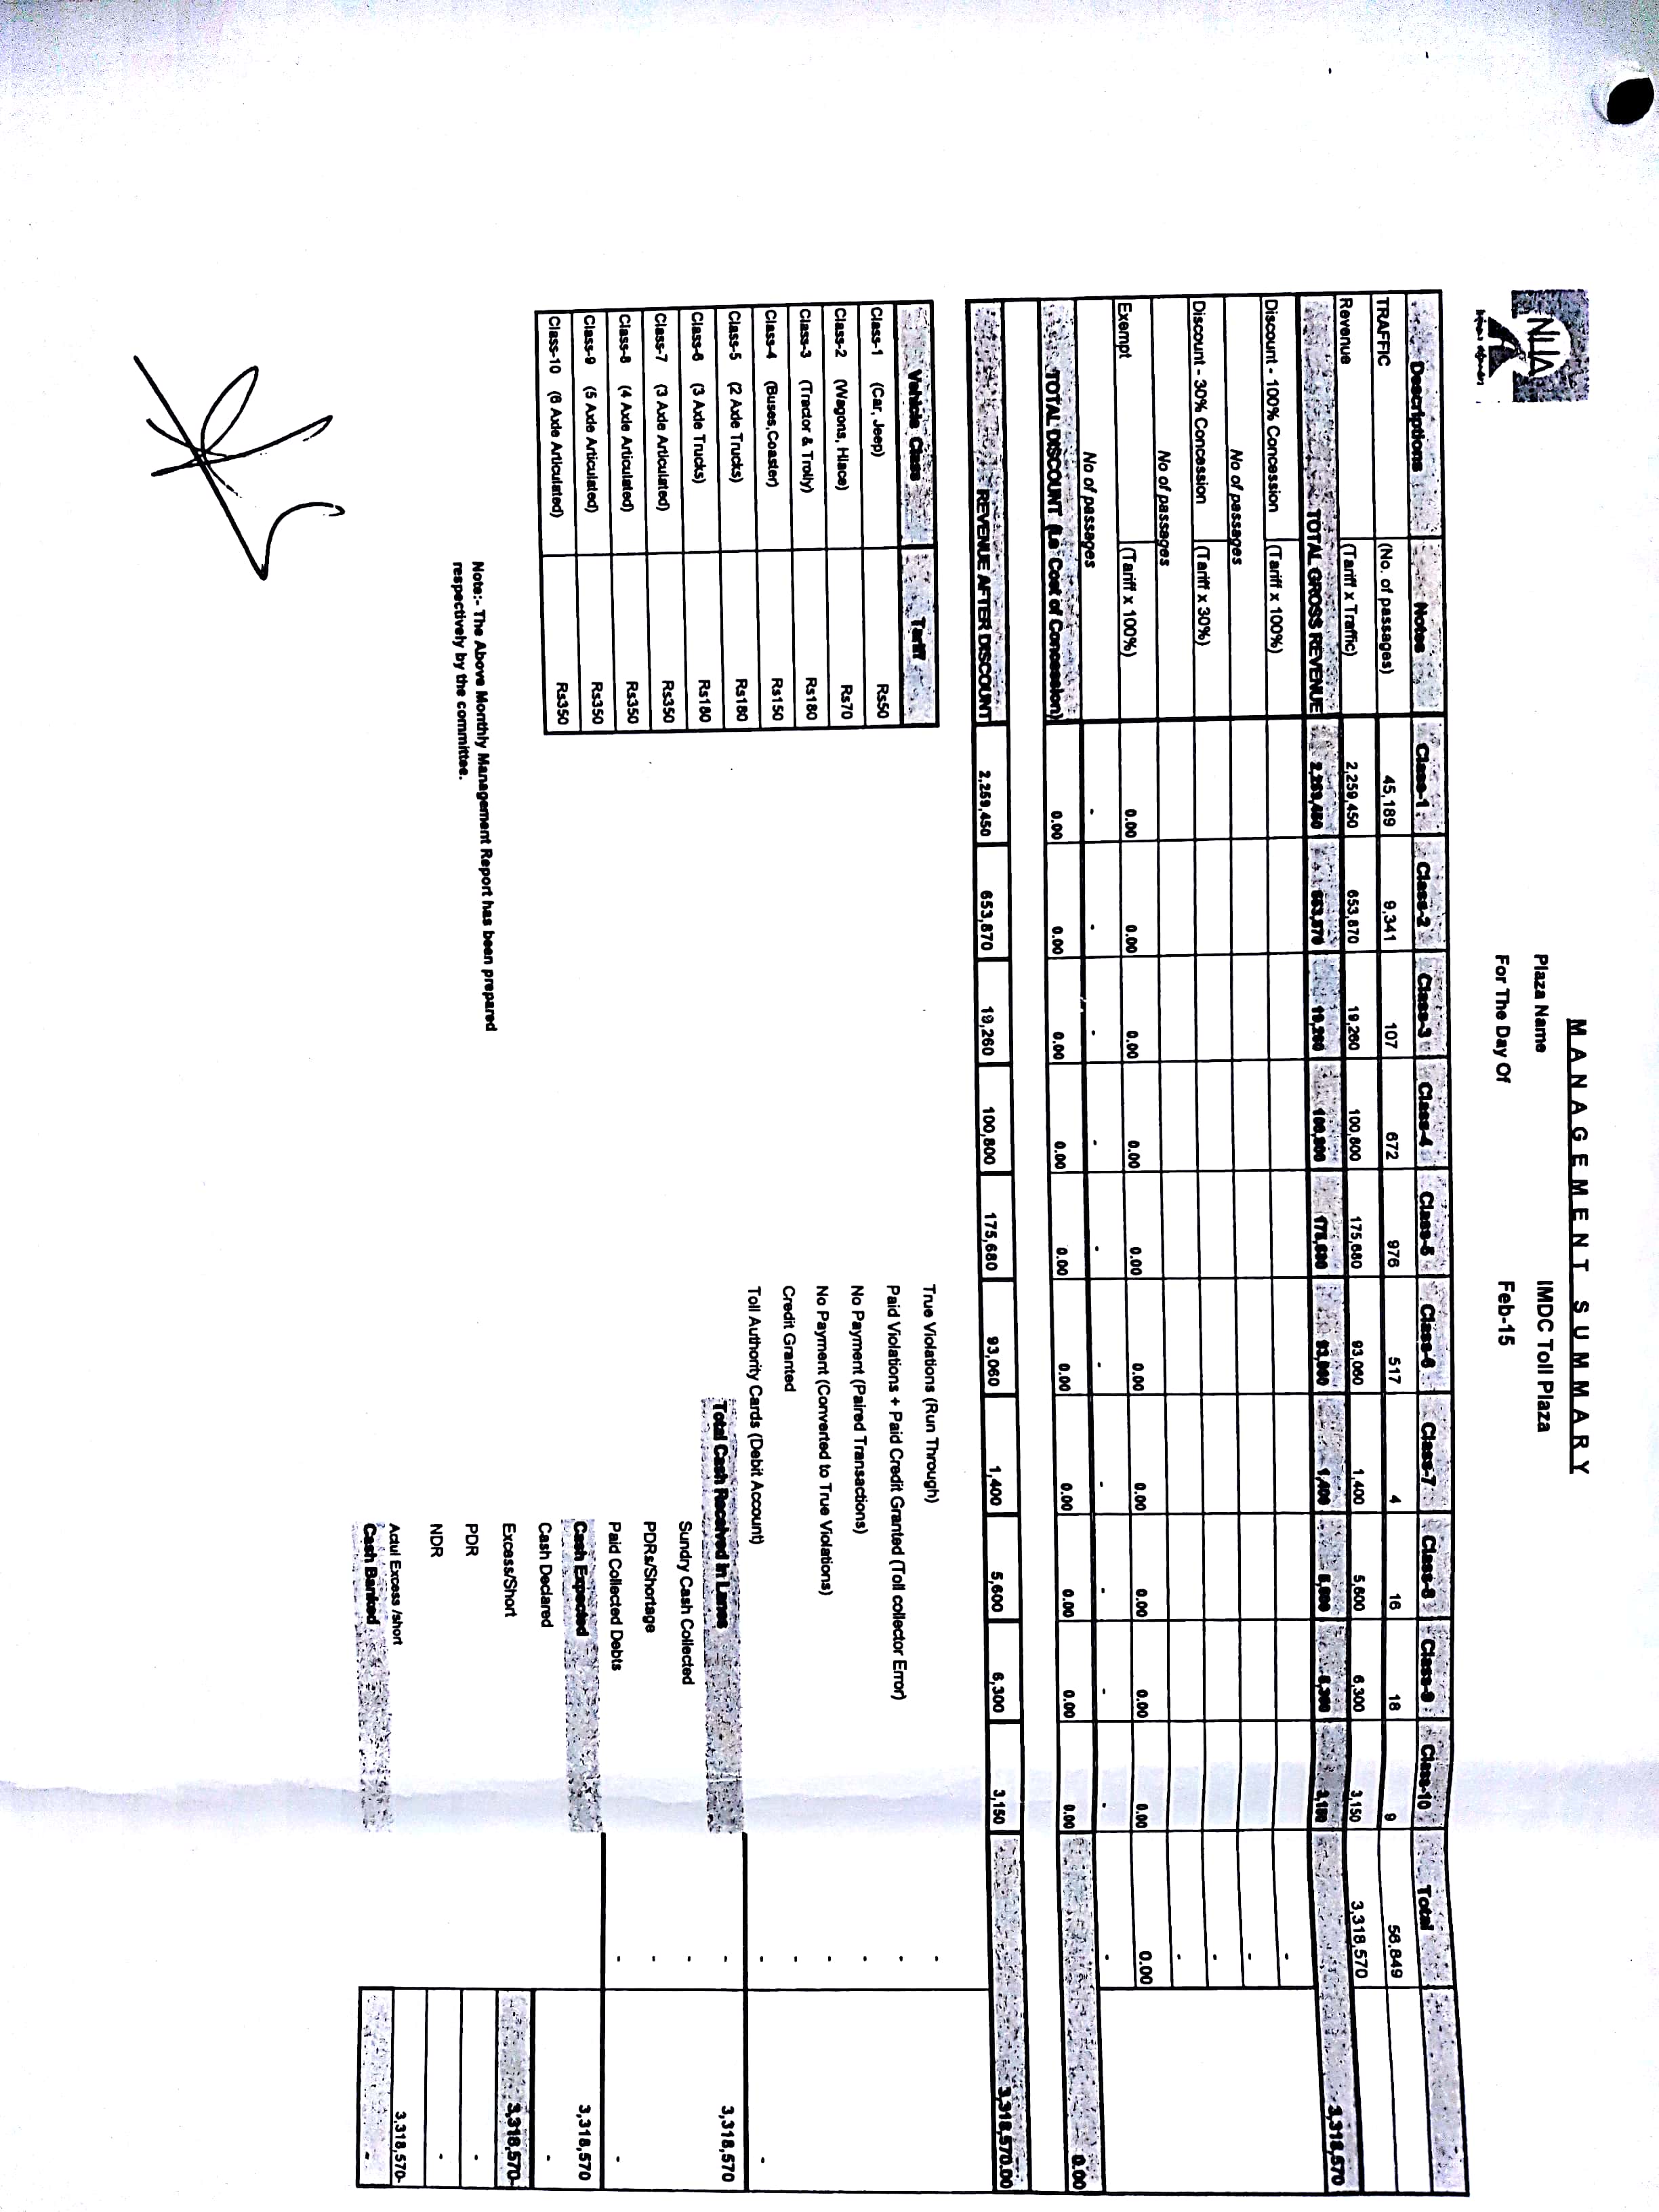 NHA
MANAGEMENT SUMMARY
Plaza Name IMDC Toll Plaza
For The Day Of Feb-15
Descriptions Notes Class-1 Class-2 Class-3 Class-4 Class-5 Class-6 Class-7 Class-8 Class-9 Class-10 Total
TRAFFIC (No. of passages) 45,189 9,341 107 672 976 517 4 16 18 9 56,849
Revenue (Tariff x Traffic) 2,259,450 653,870 19,260 100,800 175,680 93,060 1,400 5,600 6,300 3,150 3,318,570
TOTAL GROSS REVENUE 2,259,450 653,870 19,260 100,800 175,680 93,060 1,400 5,600 6,300 3,150 3,318,570
Discount - 100% Concession (Tariff x 100%) -
No of passages -
Discount - 30% Concession (Tariff x 30%) -
No of passages -
Exempt (Tariff x 100%) 0.00 0.00 0.00 0.00 0.00 0.00 0.00 0.00 0.00 0.00 0.00
No of passages - - - - - - - - - - -
TOTAL DISCOUNT (i.e Cost of Concession) 0.00 0.00 0.00 0.00 0.00 0.00 0.00 0.00 0.00 0.00 0.00
REVENUE AFTER DISCOUNT 2,259,450 653,870 19,260 100,800 175,680 93,060 1,400 5,600 6,300 3,150 3,318,570.00
Vehicle Class Tariff
Class-1 (Car, Jeep) Rs50
Class-2 (Wagons, Hiace) Rs70
Class-3 (Tractor & Trolly) Rs180
Class-4 (Buses,Coaster) Rs150
Class-5 (2 Axle Trucks) Rs180
Class-6 (3 Axle Trucks) Rs180
Class-7 (3 Axle Articulated) Rs350
Class-8 (4 Axle Articulated) Rs350
Class-9 (5 Axle Articulated) Rs350
Class-10 (6 Axle Articulated) Rs350
True Violations (Run Through) -
Paid Violations + Paid Credit Granted (Toll collector Error) -
No Payment (Paired Transactions) -
No Payment (Converted to True Violations) -
Credit Granted -
Toll Authority Cards (Debit Account) - -
Total Cash Received in Lanes - 3,318,570
Sundry Cash Collected -
PDRs/Shortage -
Paid Collected Debts - -
Cash Expected 3,318,570
Cash Declared -
Excess/Short 3,318,570-
PDR -
NDR -
Actul Excess /short 3,318,570-
Cash Banked -
Note:- The Above Monthly Management Report has been prepared
respectively by the committee.